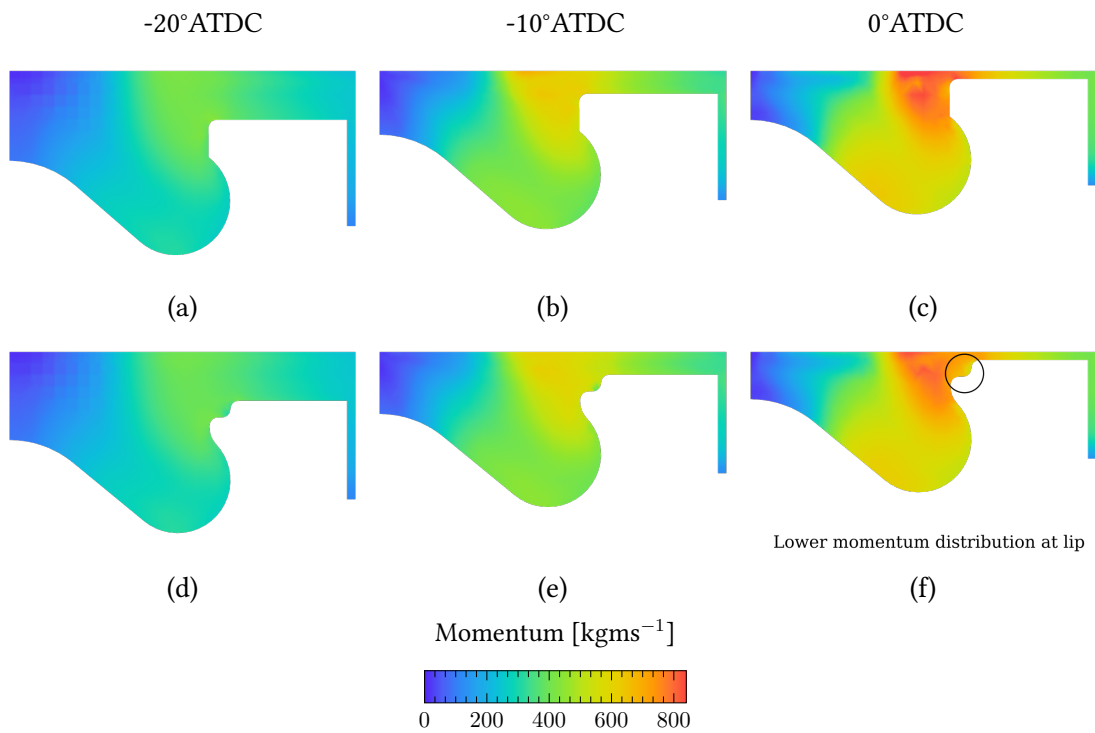 -20°ATDC
-10°ATDC
0°ATDC
(a)
(b)
(c)
Lower momentum distribution at lip
(d)
(e)
(f)
Momentum [kgms⁻¹]
0 200 400 600 800